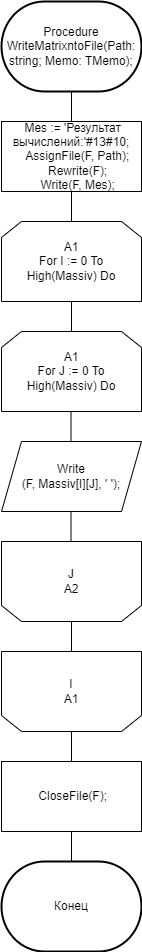 Procedure
WriteMatrixntoFile(Path:
string; Memo: TMemo);
Mes := 'Результат
вычислений:'#13#10;
AssignFile(F, Path);
Rewrite(F);
Write(F, Mes);
A1
For I := 0 To
High(Massiv) Do
A1
For J := 0 To
High(Massiv) Do
Write
(F, Massiv[I][J], ' ');
J
A2
I
A1
CloseFile(F);
Конец